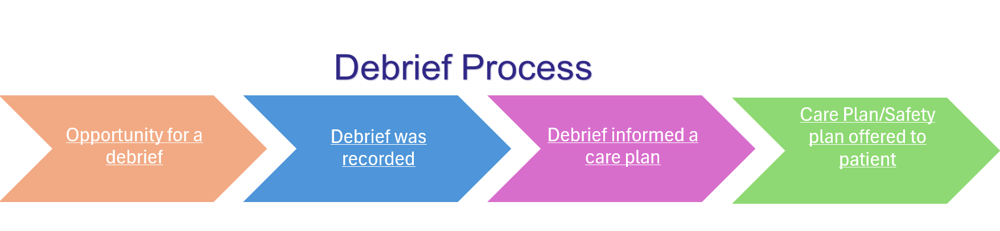 Debrief Process
Opportunity for a
debrief
Debrief was
recorded
Debrief informed a
care plan
Care Plan/Safety
plan offered to
patient